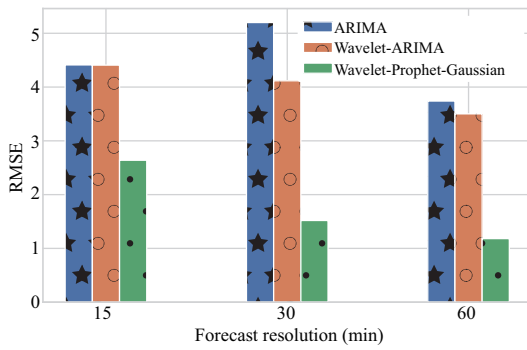 5
4
3
2
1
0
RMSE
ARIMA
Wavelet-ARIMA
Wavelet-Prophet-Gaussian
15
30
60
Forecast resolution (min)